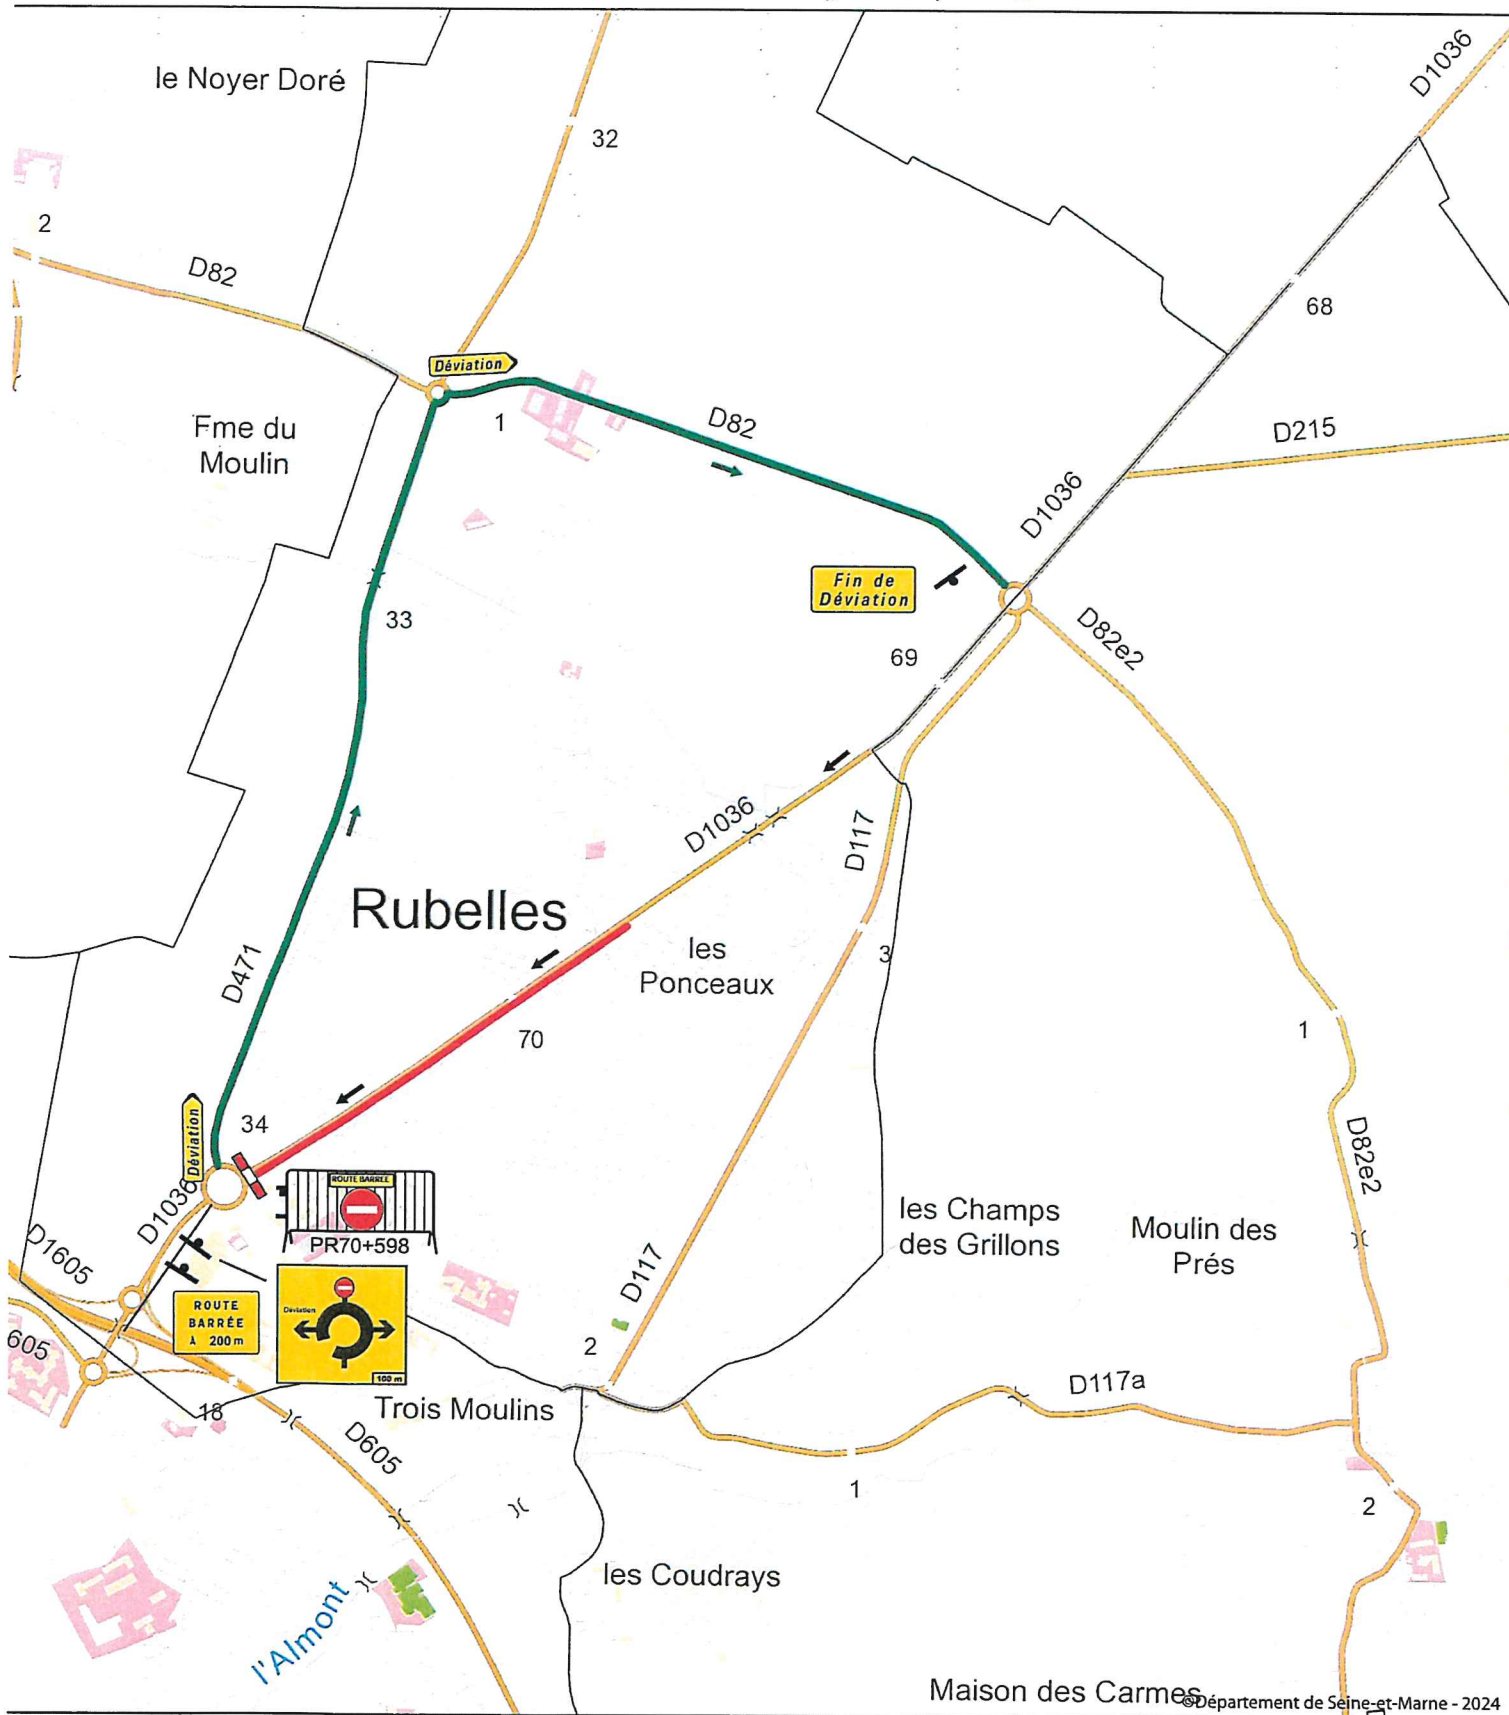 D1036
le Noyer Doré
32
2
D82
68
Déviation
1
D82
Fme du
Moulin
D215
D1036
Fin de
Déviation
33
69
D82e2
D1036
D117
Rubelles
les
Ponceaux
3
D471
70
1
34
Déviation
D82e2
ROUTE BARRÉE
PR70+598
D1036
les Champs
des Grillons
Moulin des
Prés
D1605
D117
ROUTE
BARRÉE
À 200 m
Déviation
100 m
605
2
18
Trois Moulins
D117a
D605
1
2
les Coudrays
l'Almont
Maison des Carmes
©Département de Seine-et-Marne - 2024